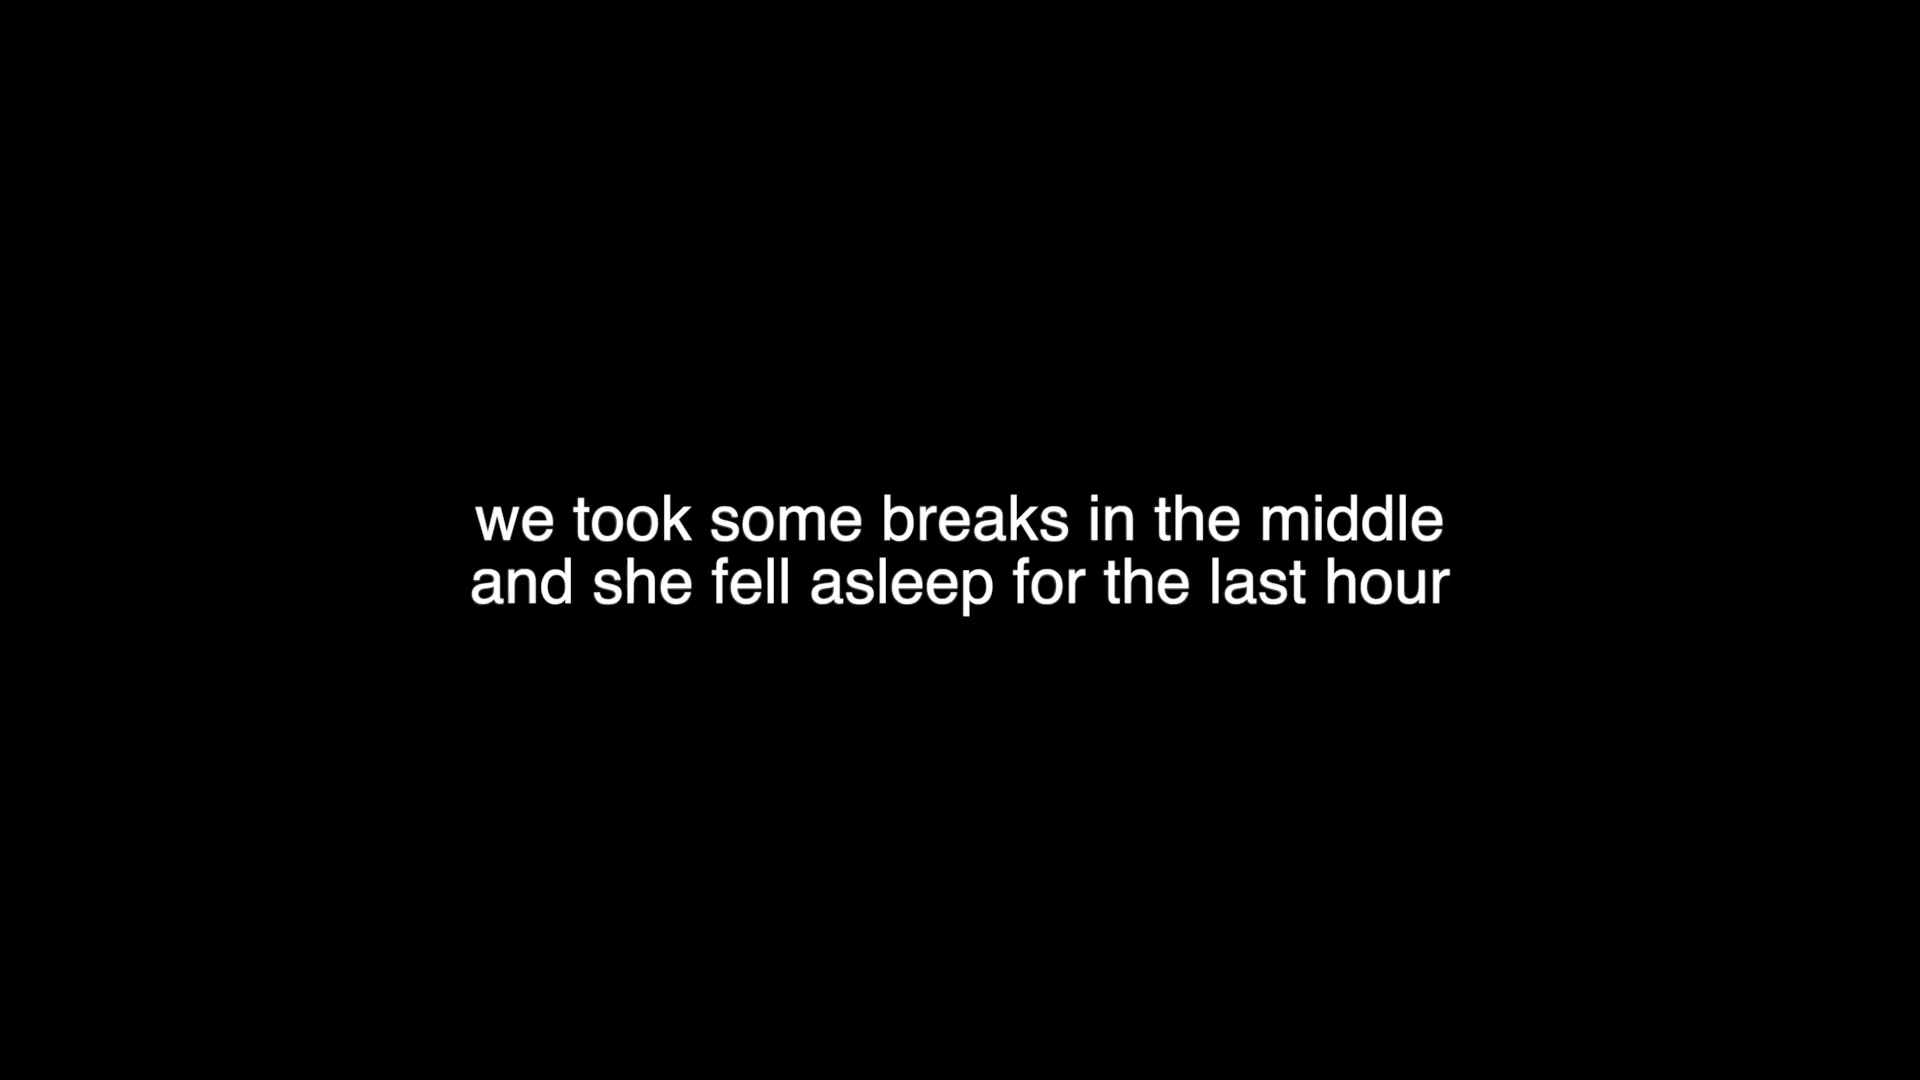 we took some breaks in the middle
and she fell asleep for the last hour